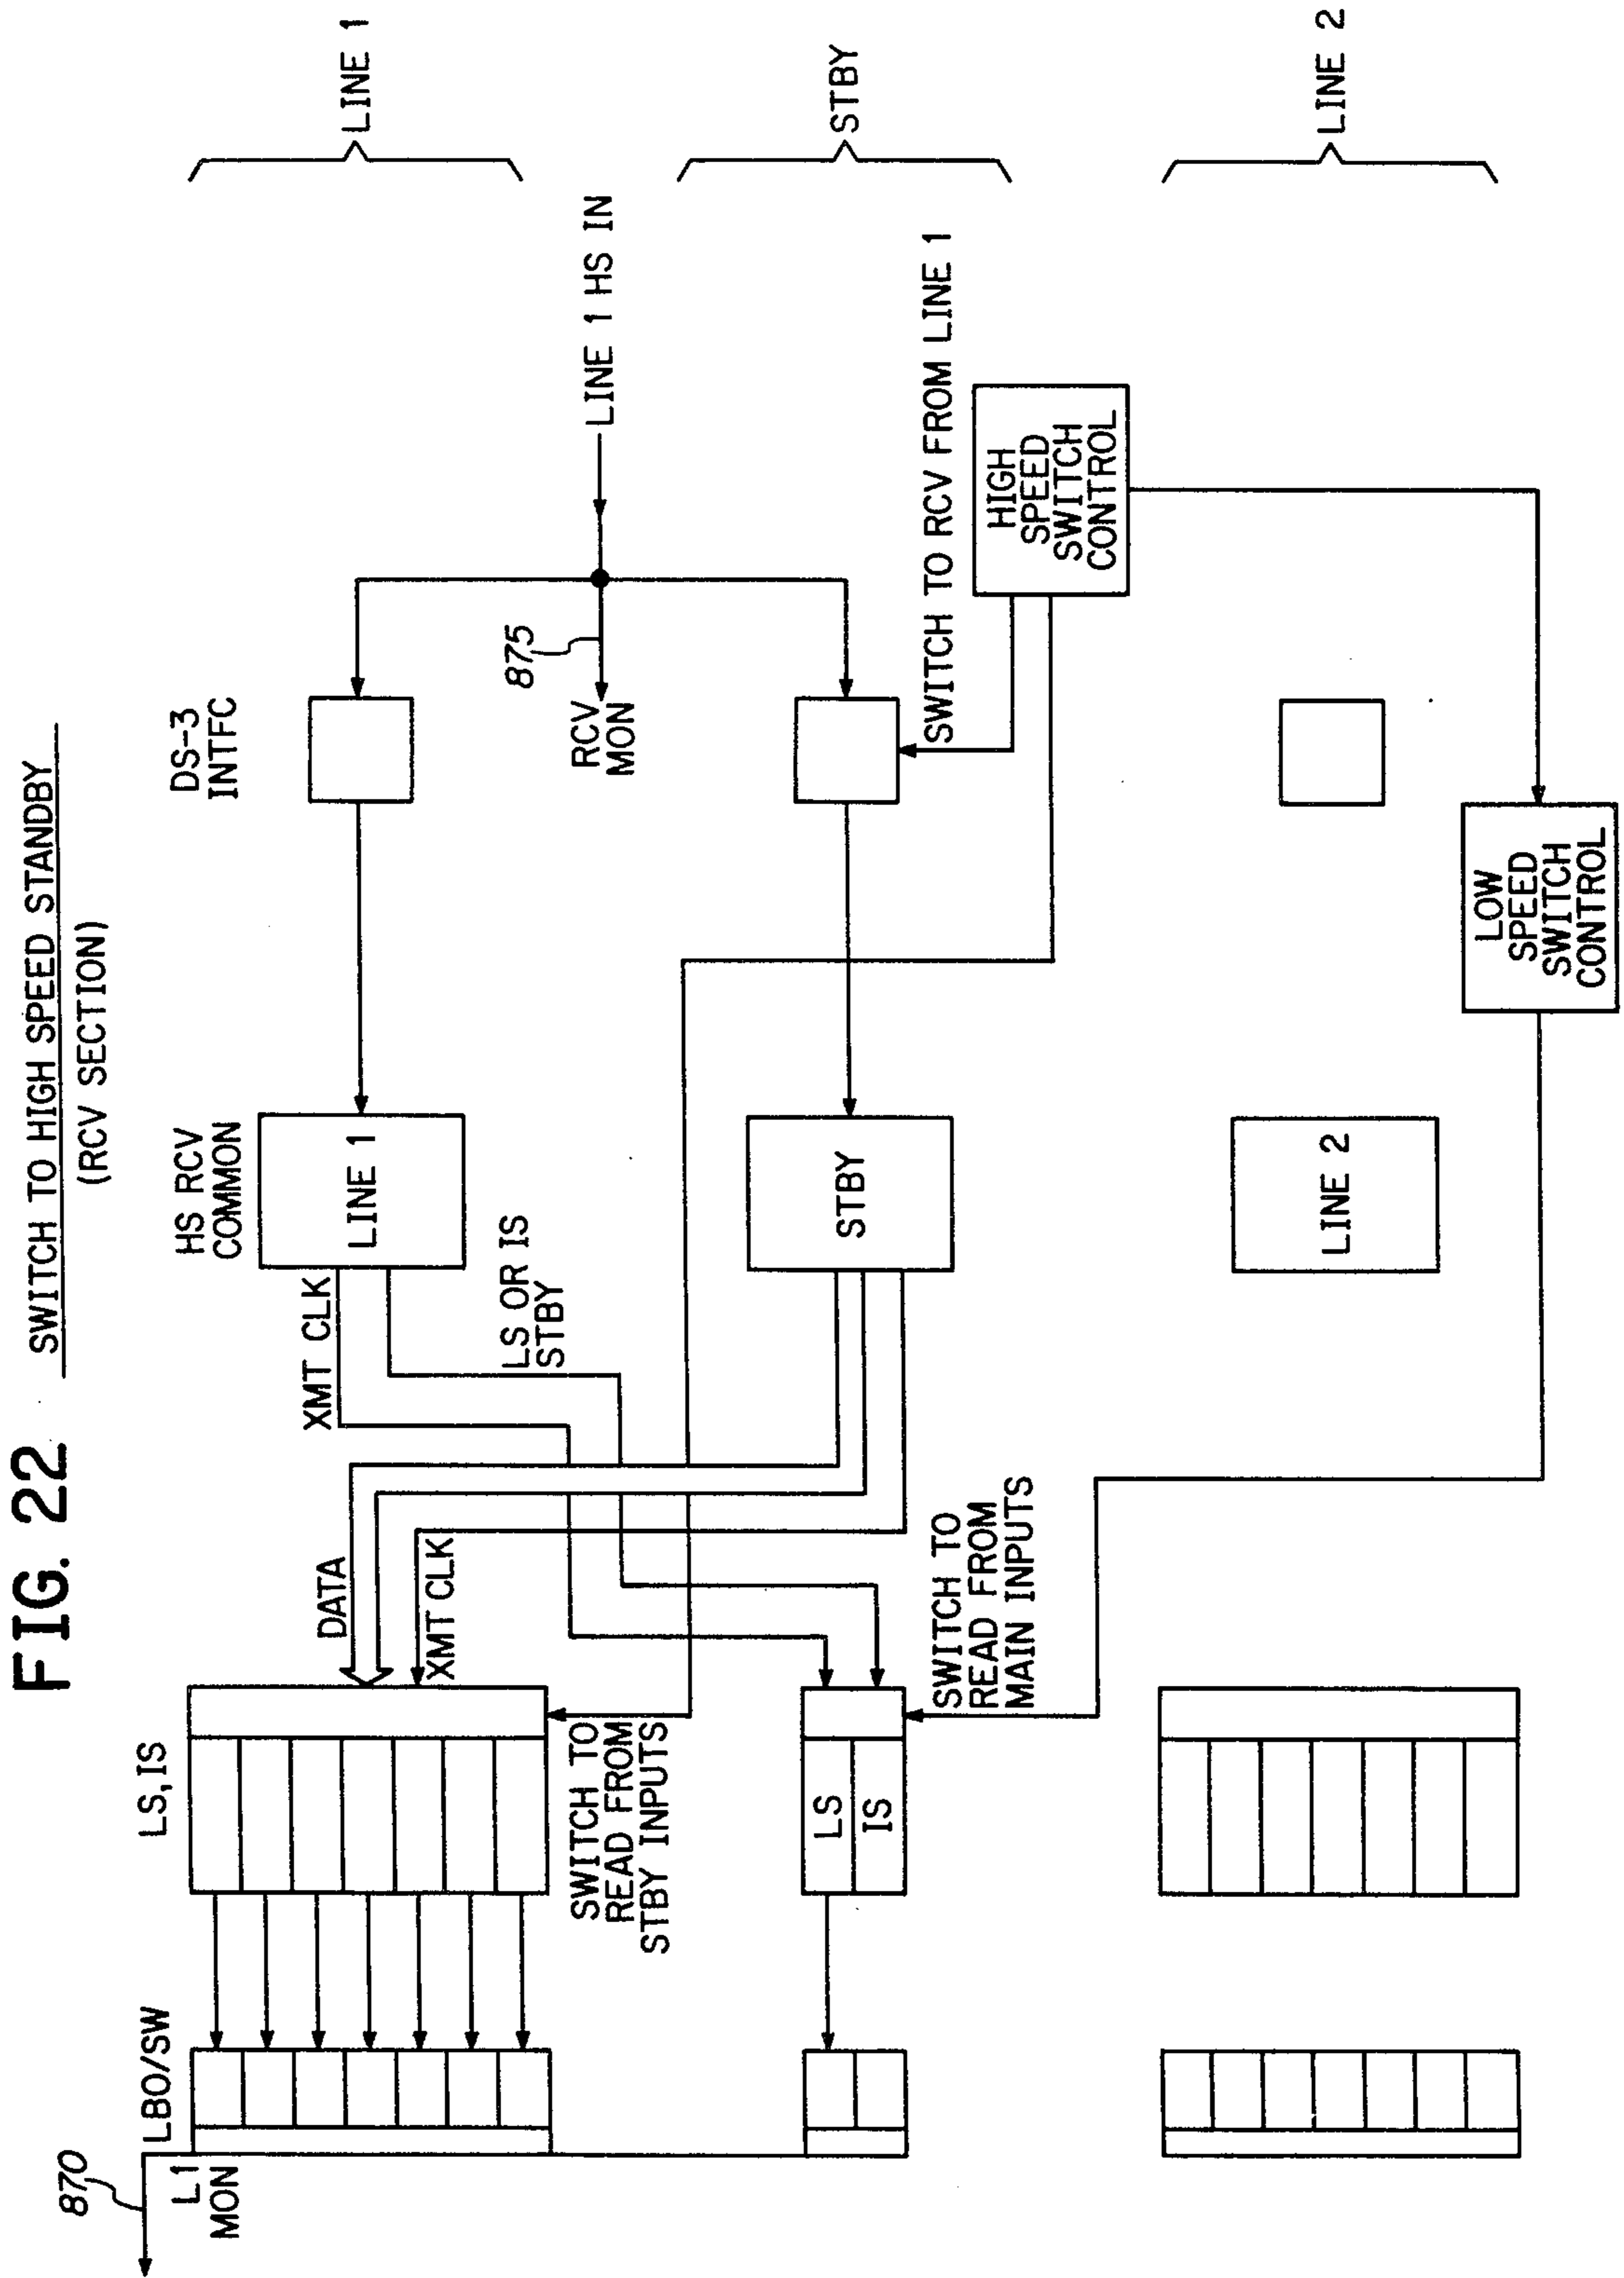 FIG. 22
SWITCH TO HIGH SPEED STANDBY
(RCV SECTION)
870
L1
MON
LBO/SW
LS,IS
DATA
XMT CLK
XMT CLK
HS RCV
COMMON
LINE 1
DS-3
INTFC
LINE 1
SWITCH TO
READ FROM
STBY INPUTS
LS OR IS
STBY
875
RCV
MON
LINE 1 HS IN
LS
IS
STBY
STBY
SWITCH TO
READ FROM
MAIN INPUTS
SWITCH TO RCV FROM LINE 1
HIGH
SPEED
SWITCH
CONTROL
LINE 2
LINE 2
LOW
SPEED
SWITCH
CONTROL